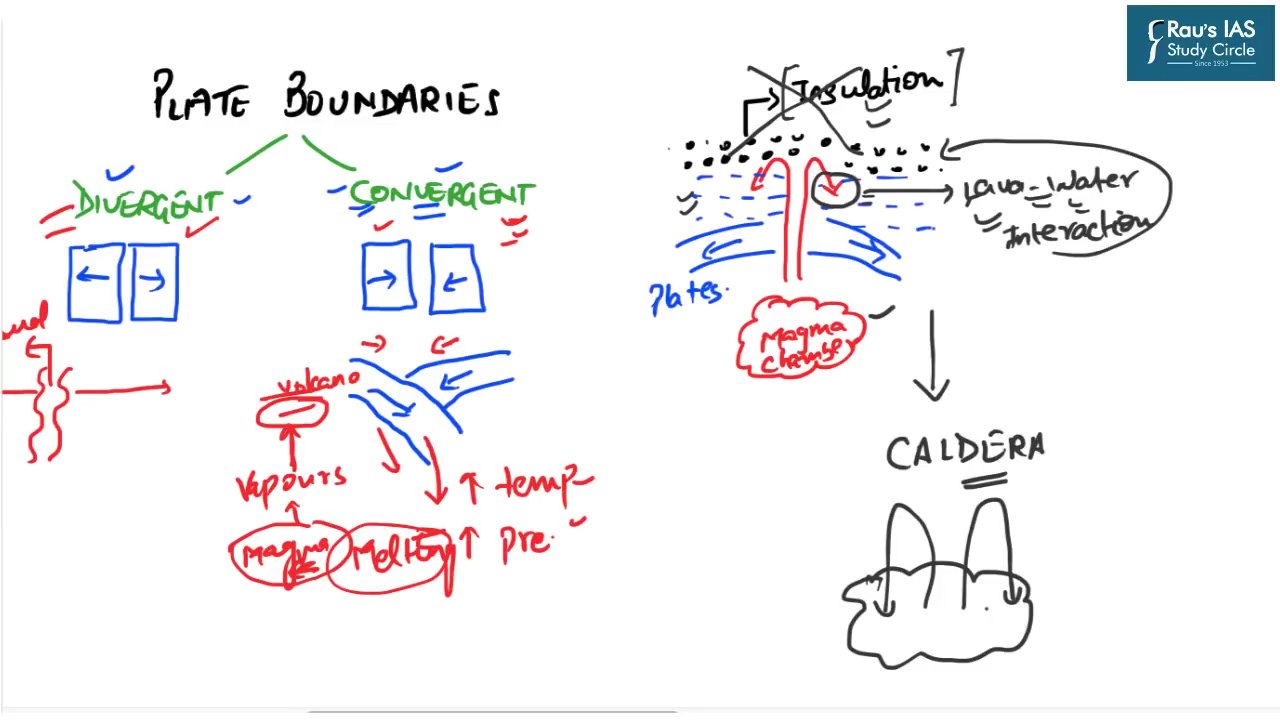 Rau's IAS
Study Circle
Since 1953
PLATE BOUNDARIES
DIVERGENT
CONVERGENT
volcano
Vapours
Magma
↑ temp
↑ pre.
[Insulation]
Lava-Water
Interaction
Plates.
Magma
Chamber
CALDERA